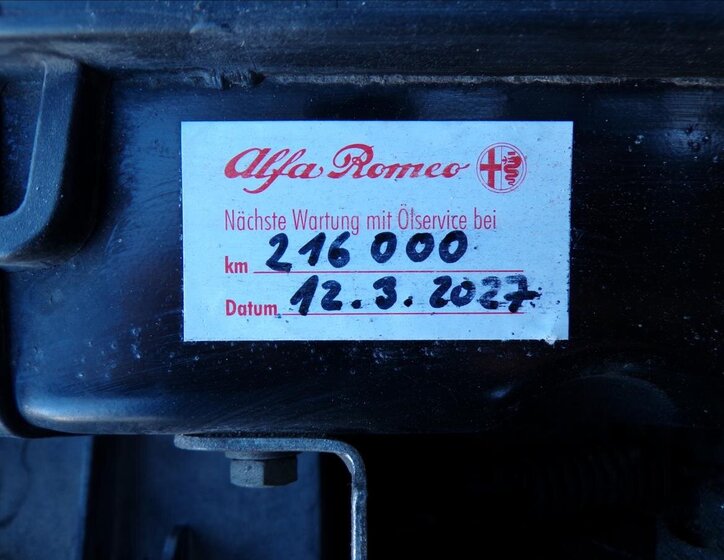 Alfa Romeo
Nächste Wartung mit Ölservice bei
km 216 000
Datum 12.3.2027